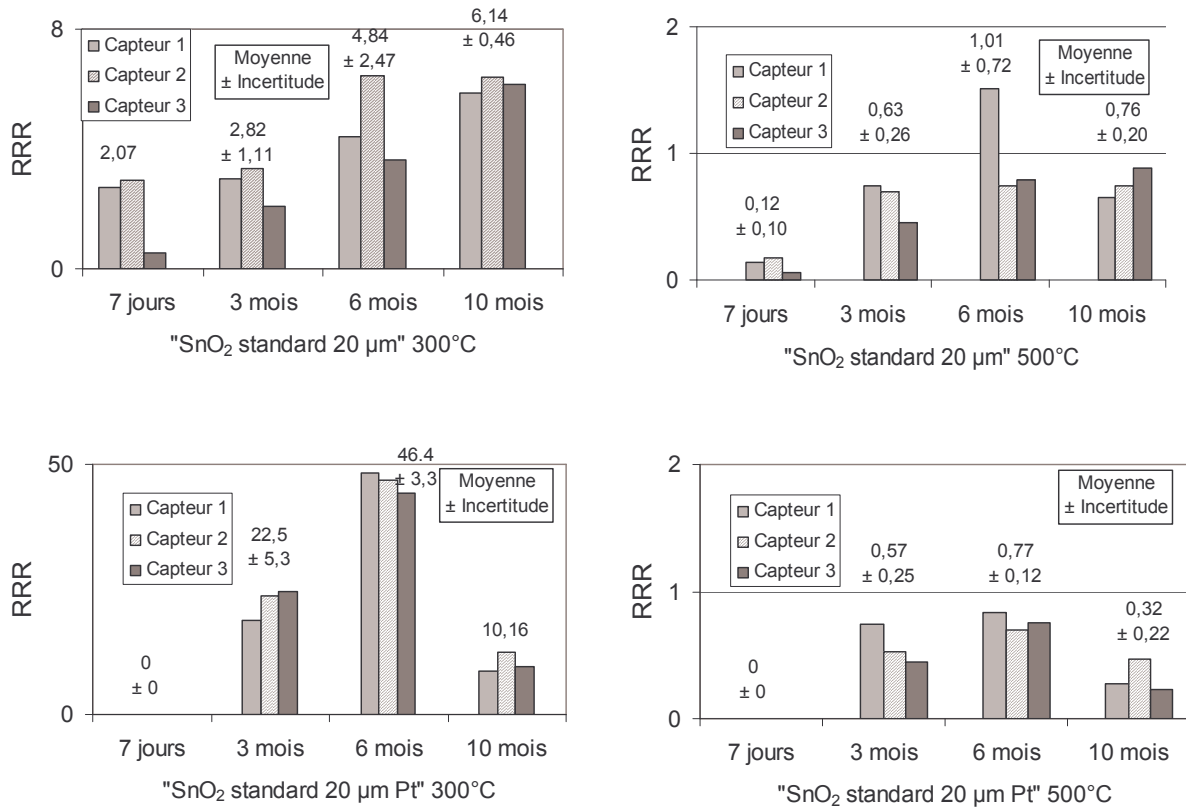 8
0
RRR
Capteur 1
Capteur 2
Capteur 3
Moyenne
± Incertitude
2,07
2,82
± 1,11
4,84
± 2,47
6,14
± 0,46
7 jours 3 mois 6 mois 10 mois
"SnO₂ standard 20 µm" 300°C
2
1
0
RRR
Capteur 1
Capteur 2
Capteur 3
Moyenne
± Incertitude
0,12
± 0,10
0,63
± 0,26
1,01
± 0,72
0,76
± 0,20
7 jours 3 mois 6 mois 10 mois
"SnO₂ standard 20 µm" 500°C
50
0
RRR
Capteur 1
Capteur 2
Capteur 3
Moyenne
± Incertitude
0
± 0
22,5
± 5,3
46.4
± 3,3
10,16
7 jours 3 mois 6 mois 10 mois
"SnO₂ standard 20 µm Pt" 300°C
2
1
0
RRR
Capteur 1
Capteur 2
Capteur 3
Moyenne
± Incertitude
0
± 0
0,57
± 0,25
0,77
± 0,12
0,32
± 0,22
7 jours 3 mois 6 mois 10 mois
"SnO₂ standard 20 µm Pt" 500°C